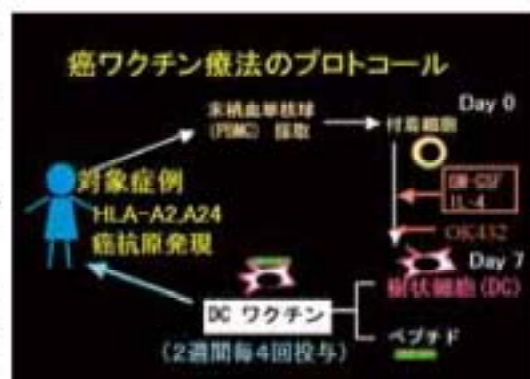 癌ワクチン療法のプロトコール
末梢血単核球
(PBMC) 採取
Day 0
付着細胞
対象症例
HLA-A2,A24
癌抗原発現
GM-CSF
IL-4
OK432
Day 7
樹状細胞(DC)
DC ワクチン
ペプチド
(2週間毎4回投与)